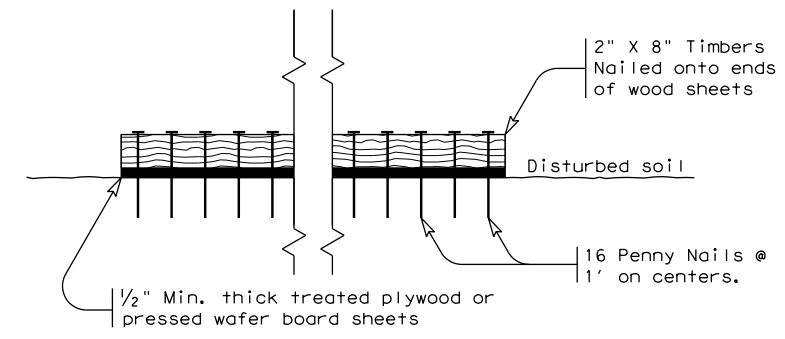 2" X 8" Timbers
Nailed onto ends
of wood sheets
Disturbed soil
16 Penny Nails @
1' on centers.
1/2" Min. thick treated plywood or
pressed wafer board sheets